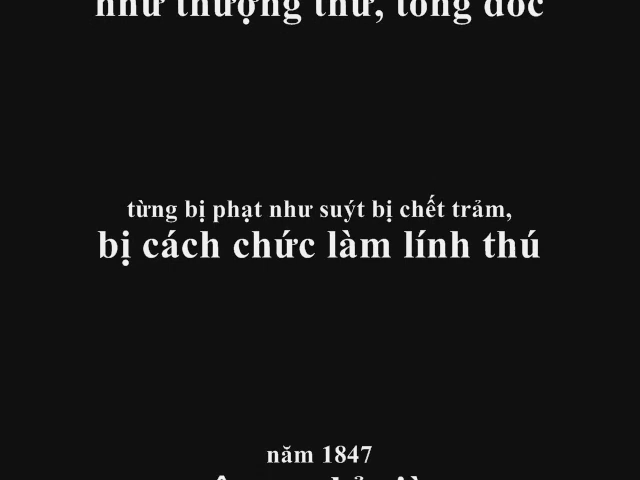 như thượng thư, tổng đốc
từng bị phạt như suýt bị chết trảm,
bị cách chức làm lính thú
năm 1847